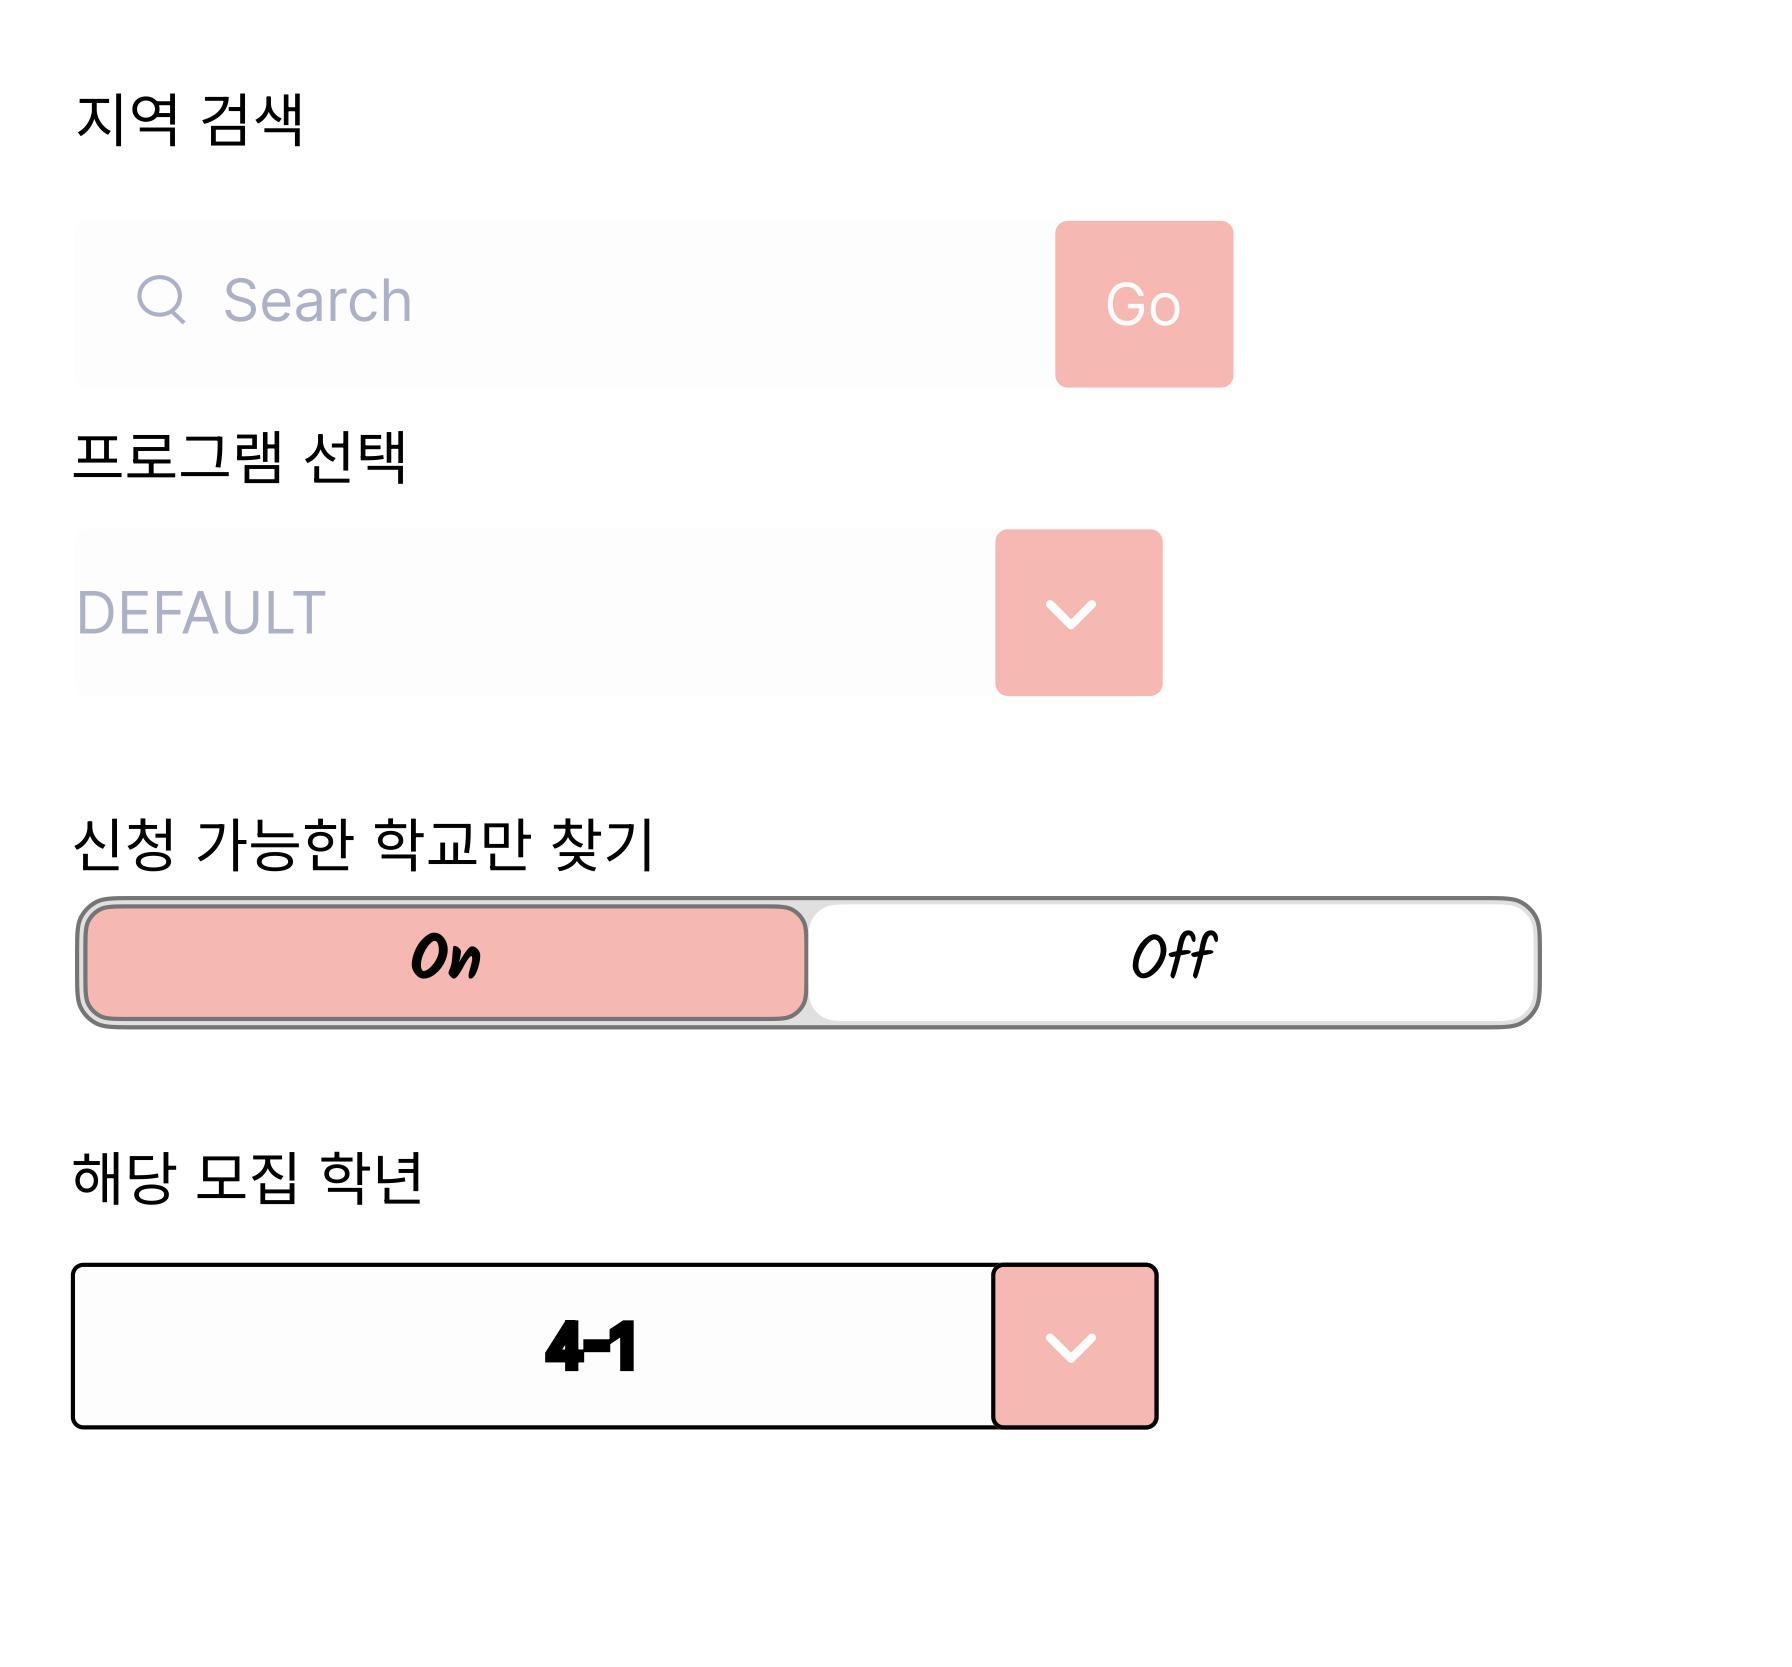 지역 검색
Search
Go
프로그램 선택
DEFAULT
신청 가능한 학교만 찾기
On
Off
해당 모집 학년
4-1